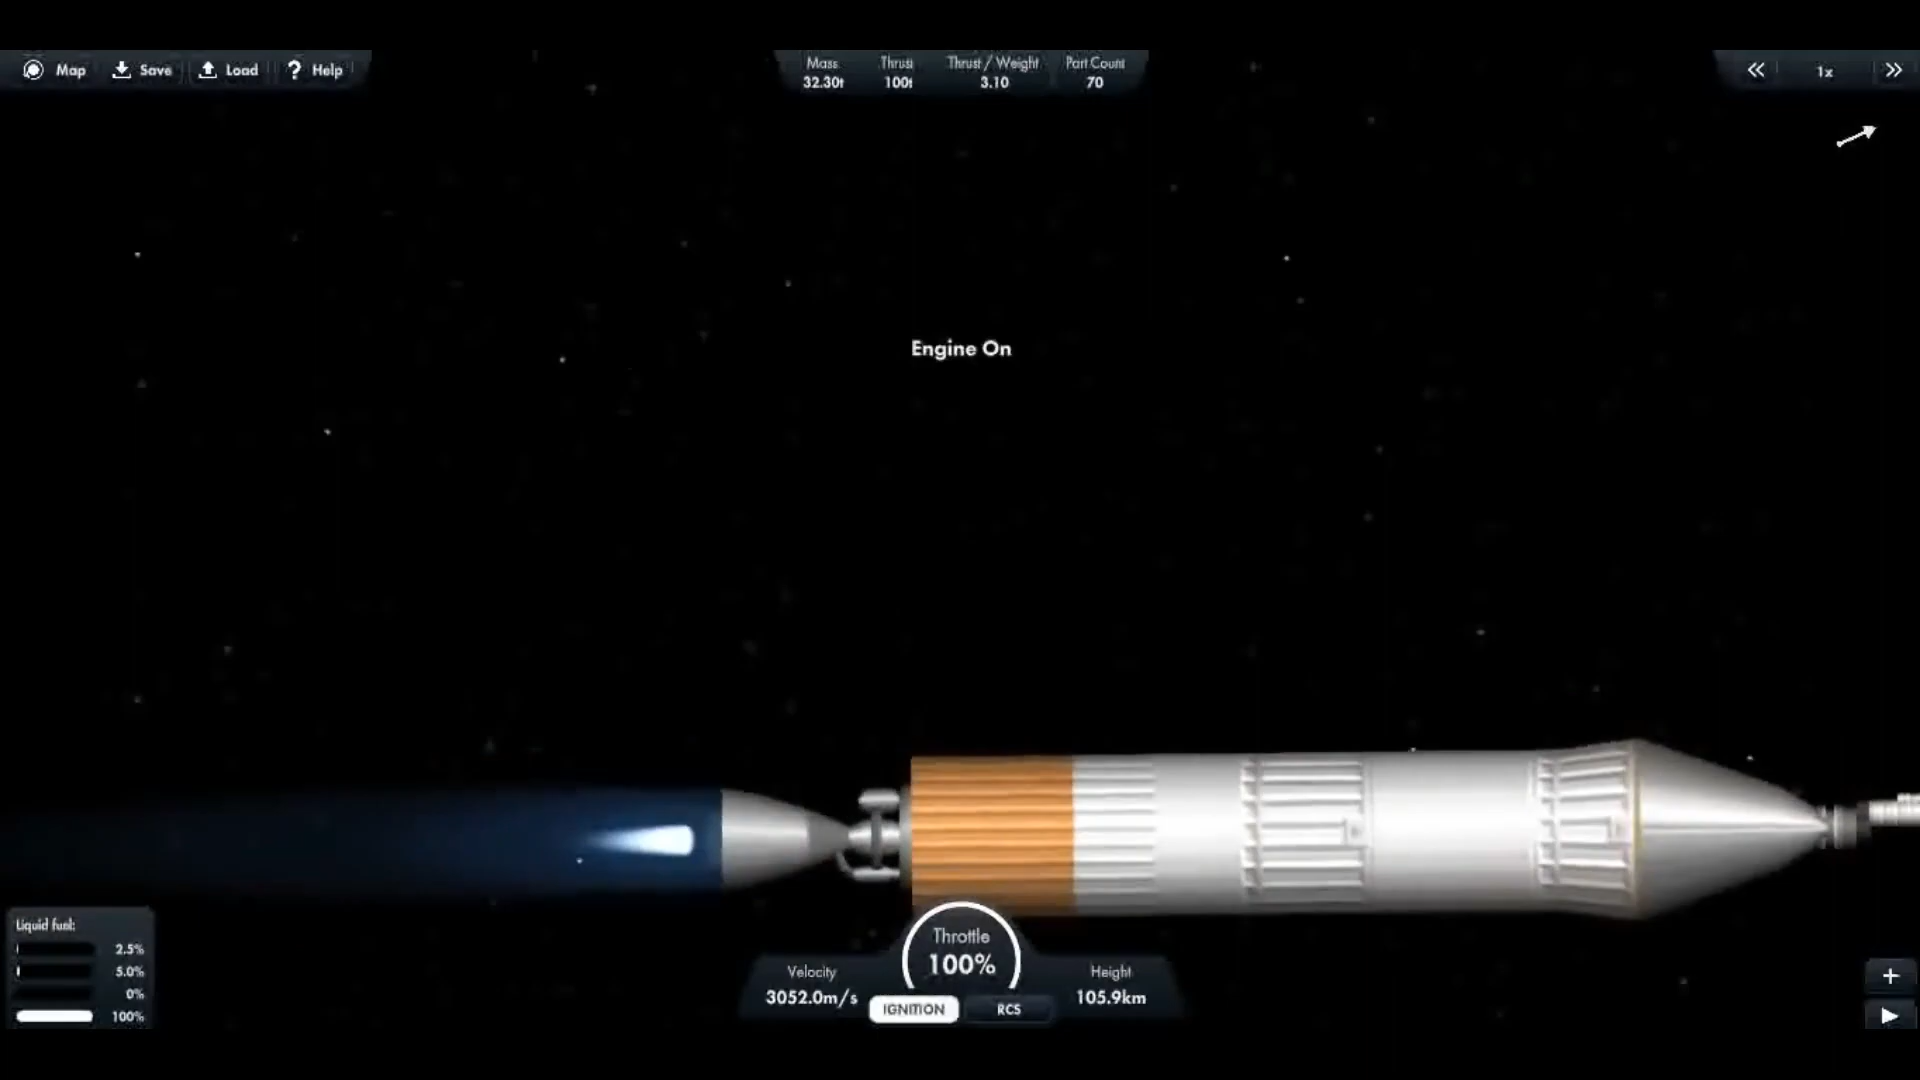 Map Save Load ? Help
Mass Thrust Thrust / Weight Part Count
32.30t 100t 3.10 70
1x
Engine On
Liquid fuel:
2.5%
5.0%
0%
100%
Throttle
100%
Velocity
3052.0m/s
Height
105.9km
IGNITION RCS